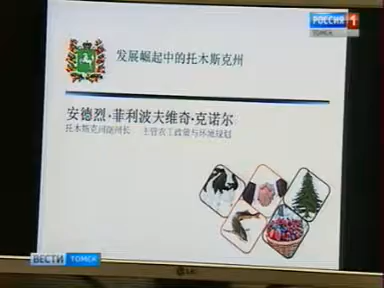 РОССИЯ 1
ТОМСК
发展崛起中的托木斯克州
安德烈·菲利波夫维奇·克诺尔
托木斯克州副州长 主管农工政策与环境规划
ВЕСТИ ТОМСК
LG